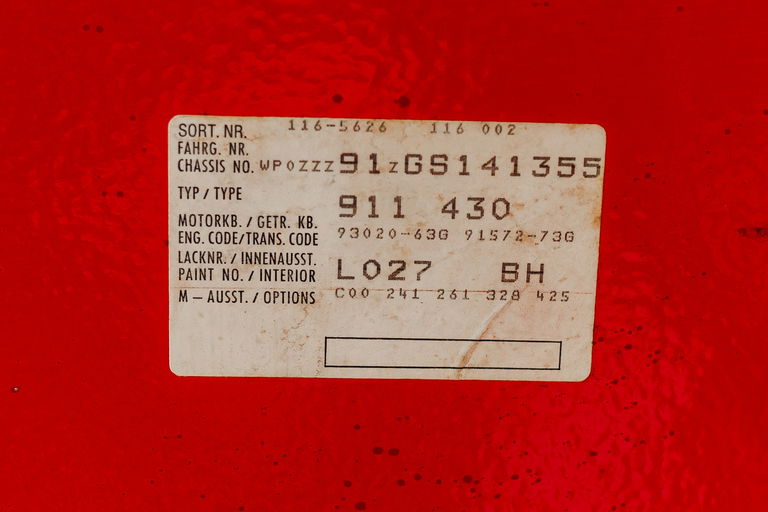 SORT. NR. 116-5626 116 002
FAHRG. NR.
CHASSIS NO. WP0ZZZ91ZGS141355
TYP / TYPE 911 430
MOTORKB. / GETR. KB.
ENG. CODE/TRANS. CODE 93020-63G 91572-73G
LACKNR. / INNENAUSST.
PAINT NO. / INTERIOR L027 BH
M – AUSST. / OPTIONS C00 241 261 328 425